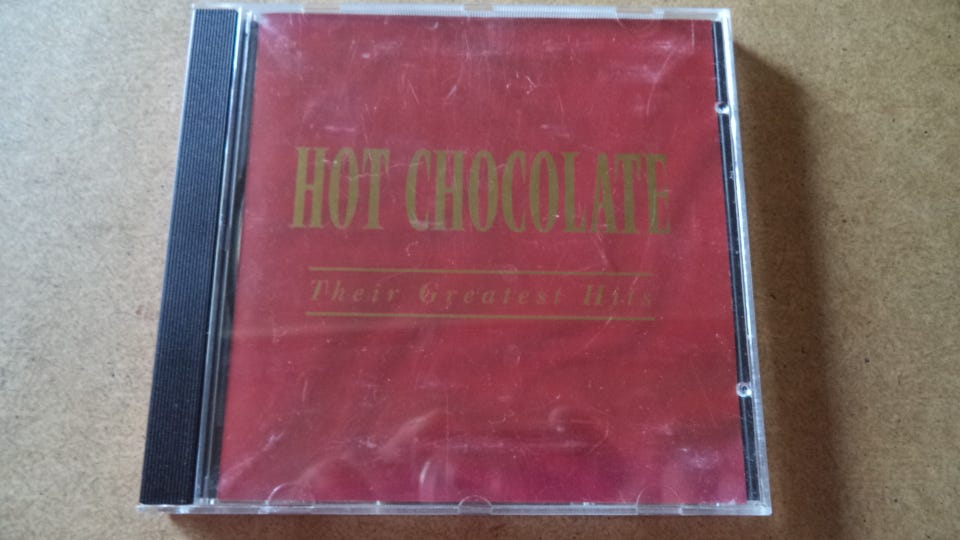 HOT CHOCOLATE
Their Greatest Hits